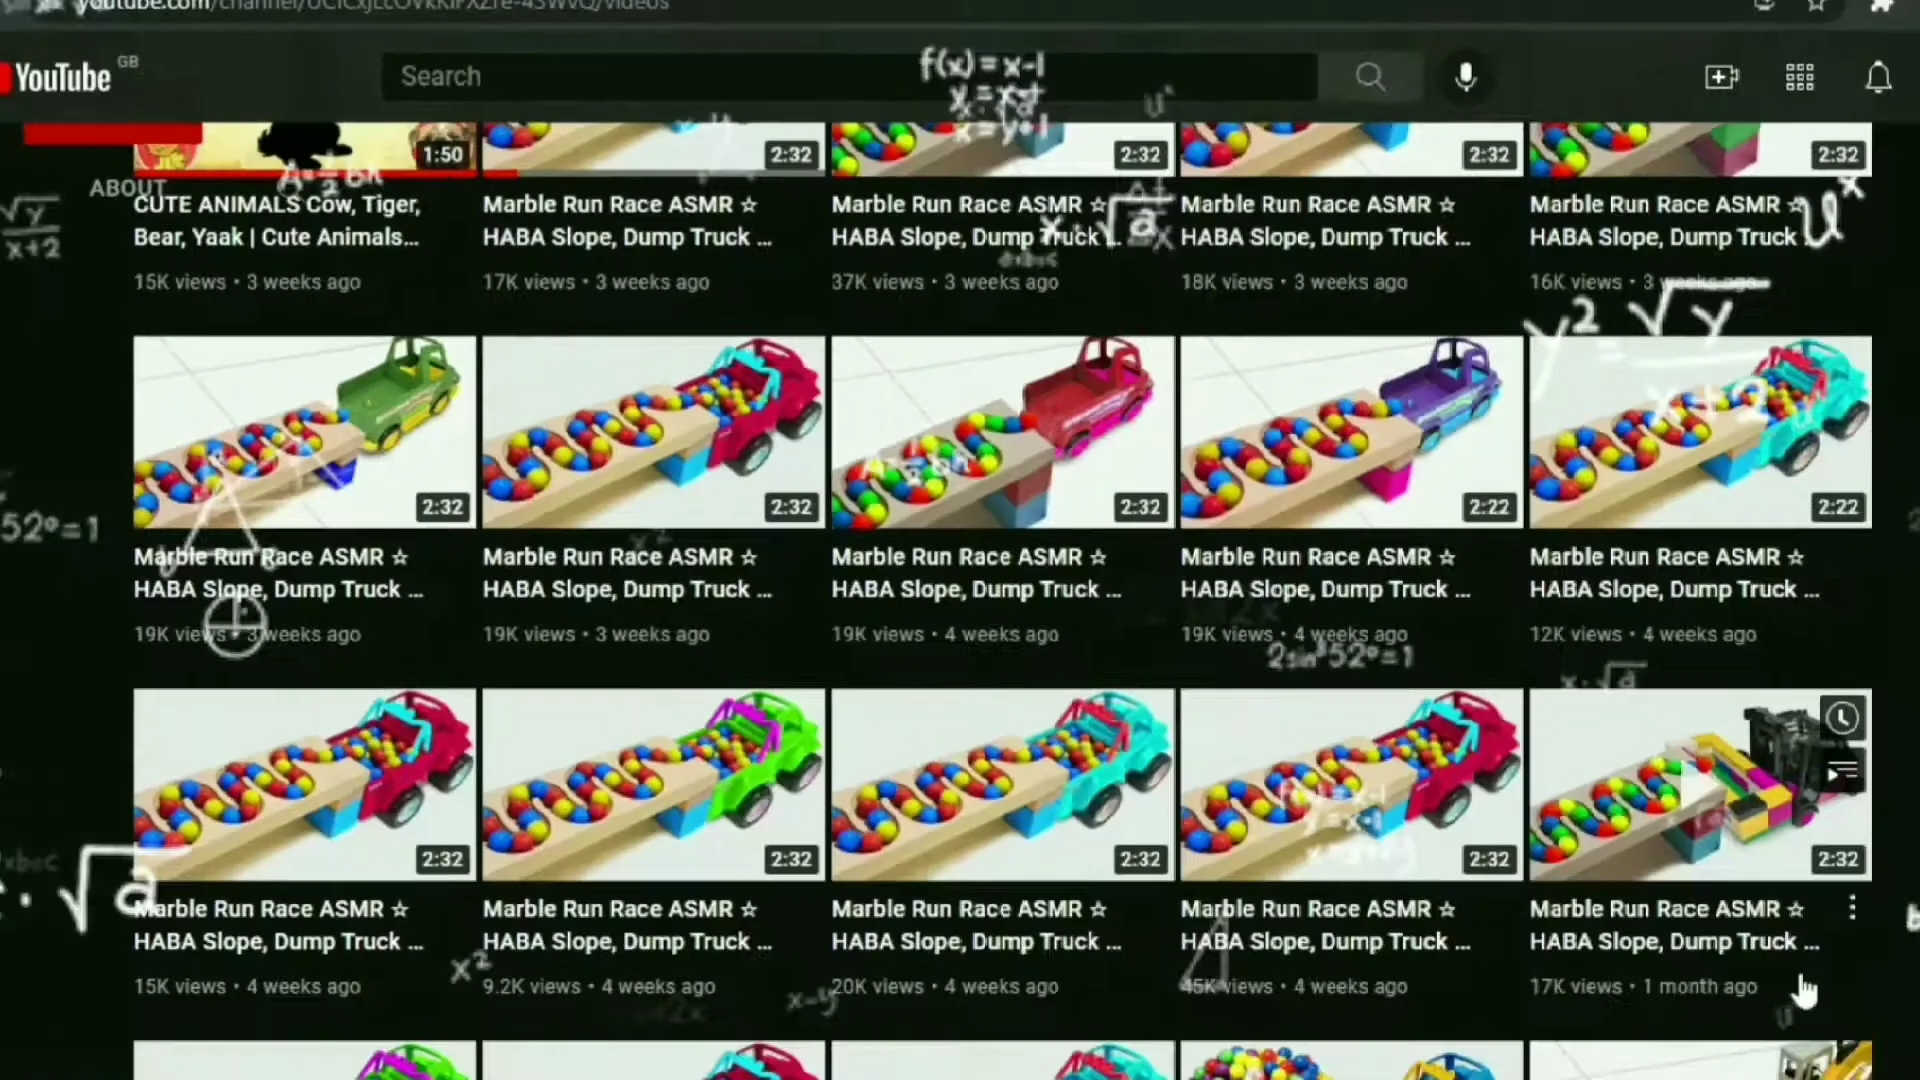 YouTube GB
Search
f(x) = x-1
x = y+1
1:50
2:32
2:32
2:32
2:32
ABOUT
CUTE ANIMALS Cow, Tiger,
Bear, Yaak | Cute Animals...
15K views • 3 weeks ago
Marble Run Race ASMR ☆
HABA Slope, Dump Truck ...
17K views • 3 weeks ago
Marble Run Race ASMR ☆
HABA Slope, Dump Truck ...
37K views • 3 weeks ago
Marble Run Race ASMR ☆
HABA Slope, Dump Truck ...
18K views • 3 weeks ago
Marble Run Race ASMR ☆
HABA Slope, Dump Truck
16K views • 3 weeks ago
√y
x+2
u^x
y² = √y
x+2
52°=1
2:32
2:32
2:32
2:22
2:22
Marble Run Race ASMR ☆
HABA Slope, Dump Truck ...
19K views • 3 weeks ago
Marble Run Race ASMR ☆
HABA Slope, Dump Truck ...
19K views • 3 weeks ago
Marble Run Race ASMR ☆
HABA Slope, Dump Truck ...
19K views • 4 weeks ago
Marble Run Race ASMR ☆
HABA Slope, Dump Truck ...
19K views • 4 weeks ago
Marble Run Race ASMR ☆
HABA Slope, Dump Truck ...
12K views • 4 weeks ago
2sin³52°=1
x·√a
2:32
2:32
2:32
2:32
2:32
Marble Run Race ASMR ☆
HABA Slope, Dump Truck ...
15K views • 4 weeks ago
Marble Run Race ASMR ☆
HABA Slope, Dump Truck ...
9.2K views • 4 weeks ago
Marble Run Race ASMR ☆
HABA Slope, Dump Truck ...
20K views • 4 weeks ago
Marble Run Race ASMR ☆
HABA Slope, Dump Truck ...
45K views • 4 weeks ago
Marble Run Race ASMR ☆
HABA Slope, Dump Truck ...
17K views • 1 month ago
· √a
x²
x-y